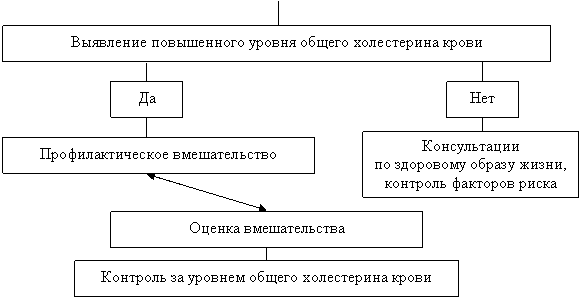 Выявление повышенного уровня общего холестерина крови
Да
Нет
Профилактическое вмешательство
Консультации
по здоровому образу жизни,
контроль факторов риска
Оценка вмешательства
Контроль за уровнем общего холестерина крови